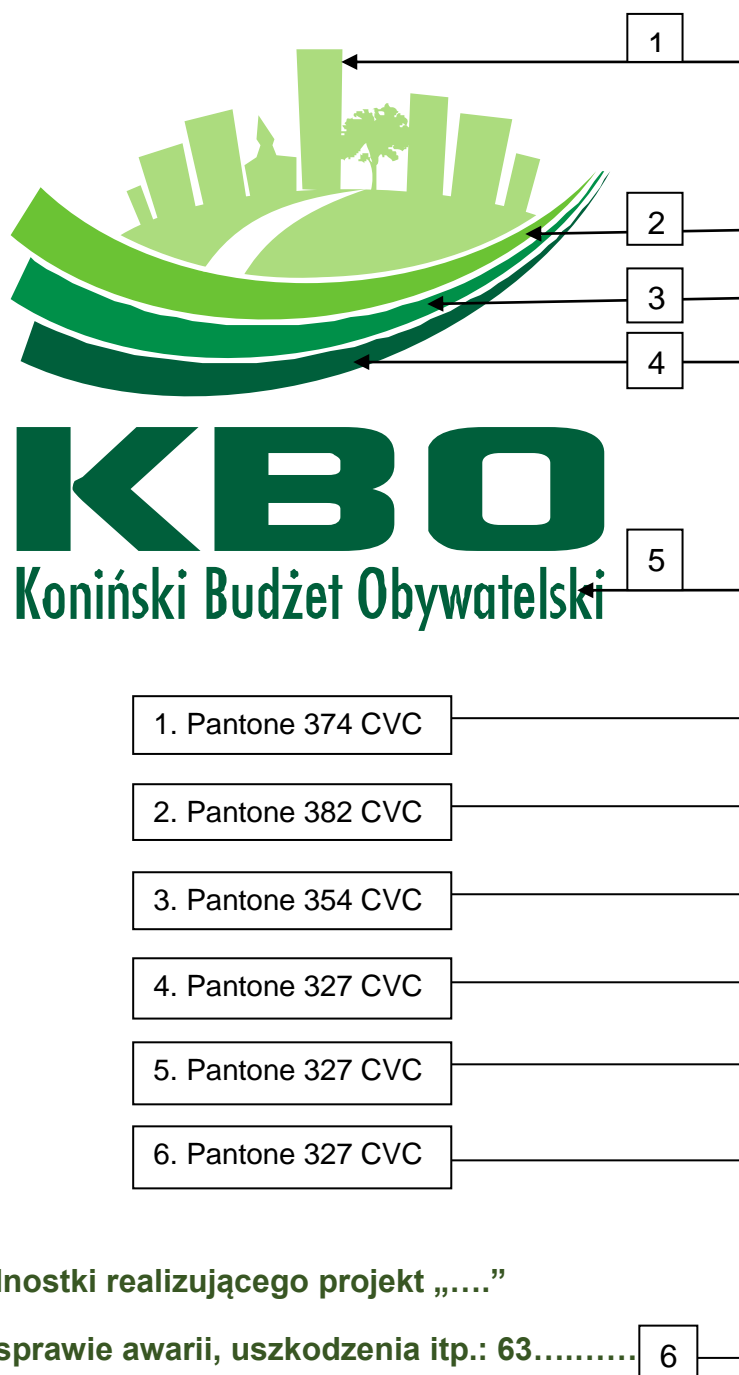 1
2
3
4
KBO
5
Koniński Budżet Obywatelski
1. Pantone 374 CVC
2. Pantone 382 CVC
3. Pantone 354 CVC
4. Pantone 327 CVC
5. Pantone 327 CVC
6. Pantone 327 CVC
dnostki realizującego projekt „….”
sprawie awarii, uszkodzenia itp.: 63….……
6